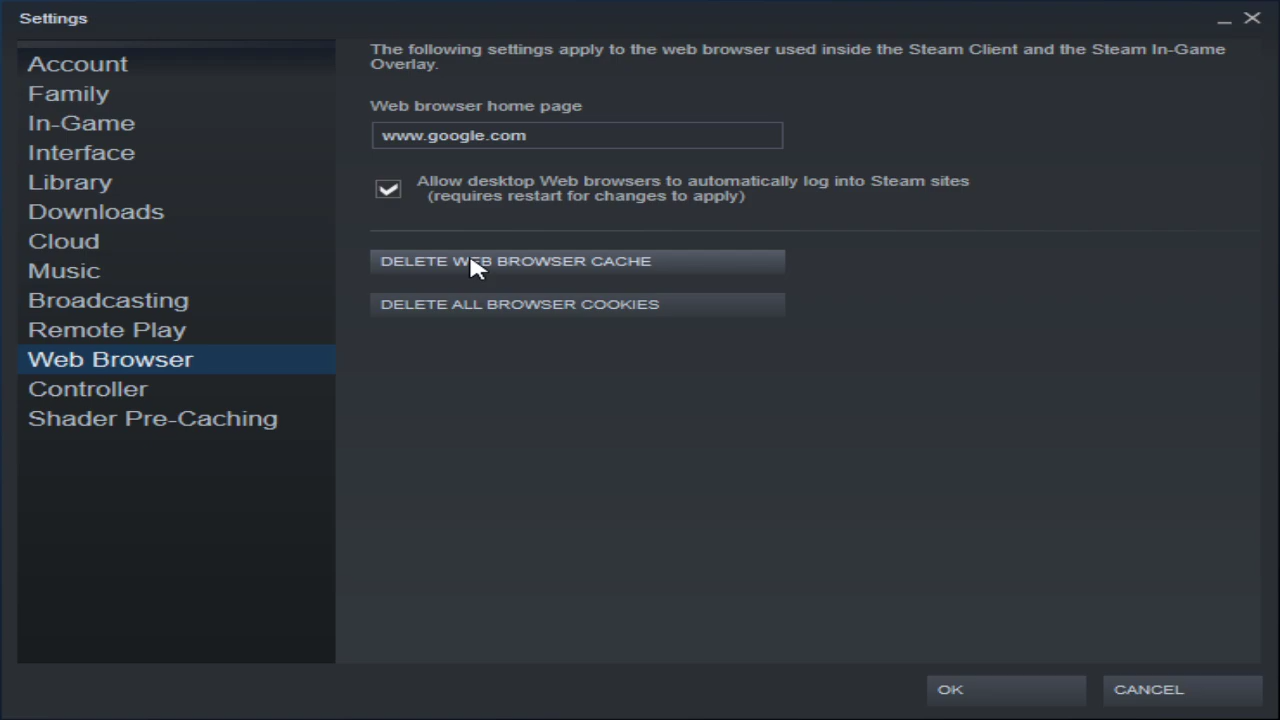 Settings
Account
Family
In-Game
Interface
Library
Downloads
Cloud
Music
Broadcasting
Remote Play
Web Browser
Controller
Shader Pre-Caching
The following settings apply to the web browser used inside the Steam Client and the Steam In-Game
Overlay.
Web browser home page
www.google.com
Allow desktop Web browsers to automatically log into Steam sites
(requires restart for changes to apply)
DELETE WEB BROWSER CACHE
DELETE ALL BROWSER COOKIES
OK
CANCEL